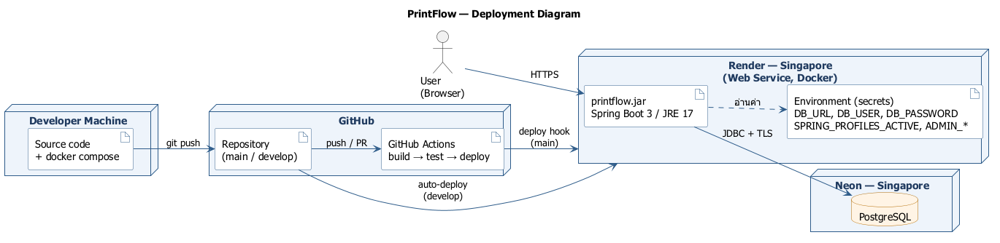 PrintFlow — Deployment Diagram
User
(Browser)
HTTPS
Developer Machine
Source code
+ docker compose
git push
GitHub
Repository
(main / develop)
push / PR
GitHub Actions
build → test → deploy
deploy hook
(main)
auto-deploy
(develop)
Render — Singapore
(Web Service, Docker)
printflow.jar
Spring Boot 3 / JRE 17
อ่านค่า
Environment (secrets)
DB_URL, DB_USER, DB_PASSWORD
SPRING_PROFILES_ACTIVE, ADMIN_*
JDBC + TLS
Neon — Singapore
PostgreSQL